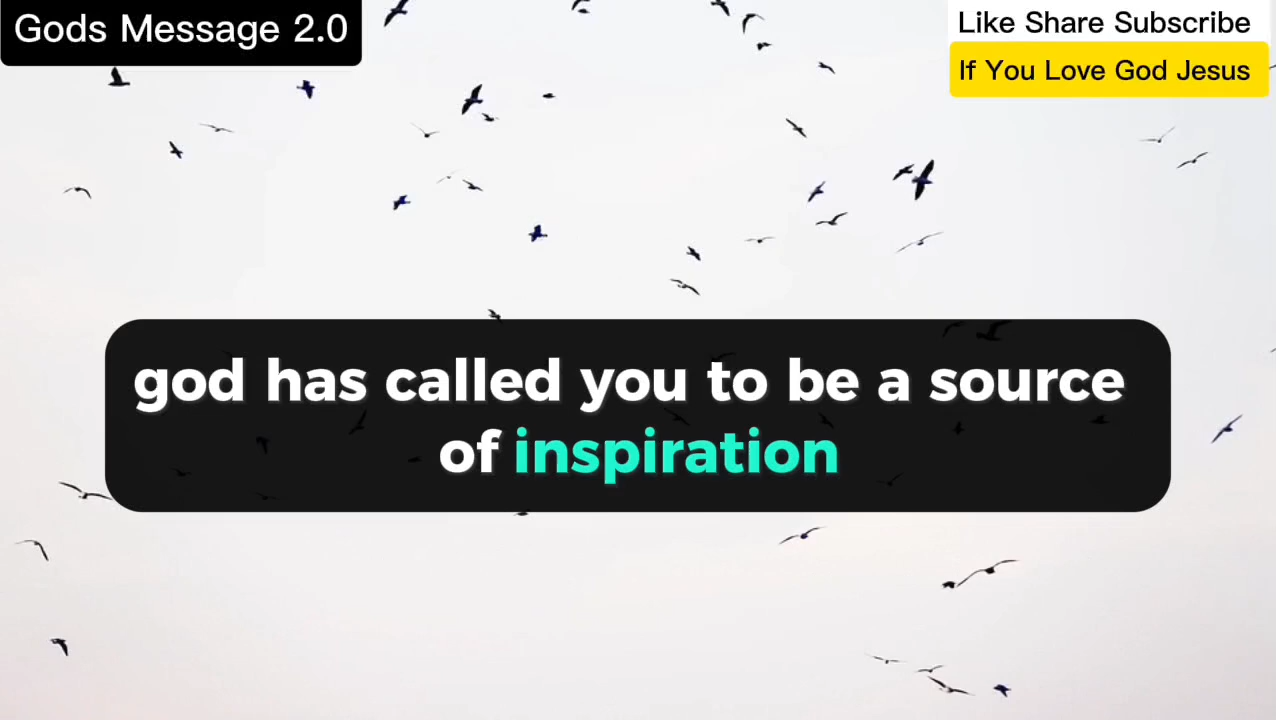 Gods Message 2.0
Like Share Subscribe
If You Love God Jesus
god has called you to be a source
of inspiration